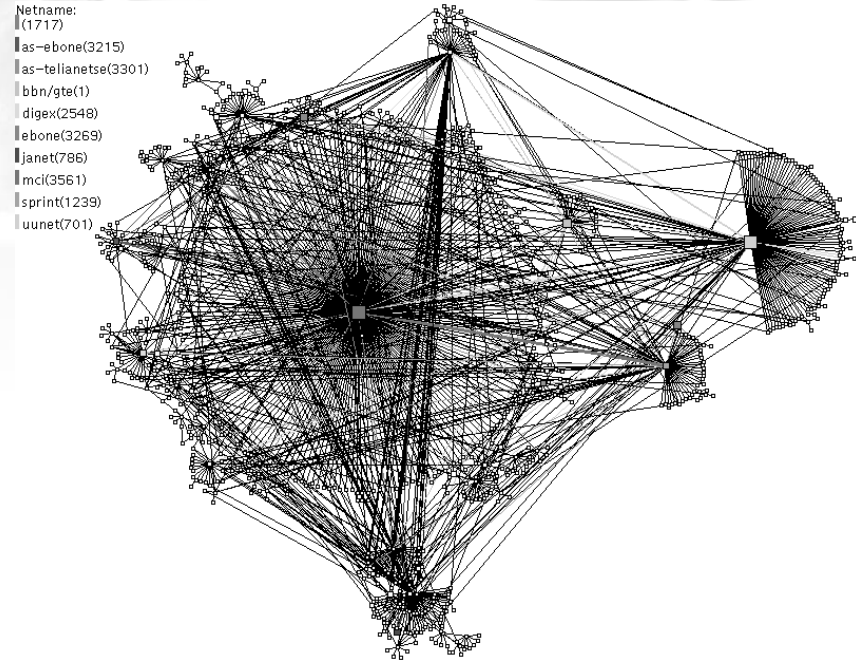 Netname:
(1717)
as-ebone(3215)
as-telianetse(3301)
bbn/gte(1)
digex(2548)
ebone(3269)
janet(786)
mci(3561)
sprint(1239)
uunet(701)